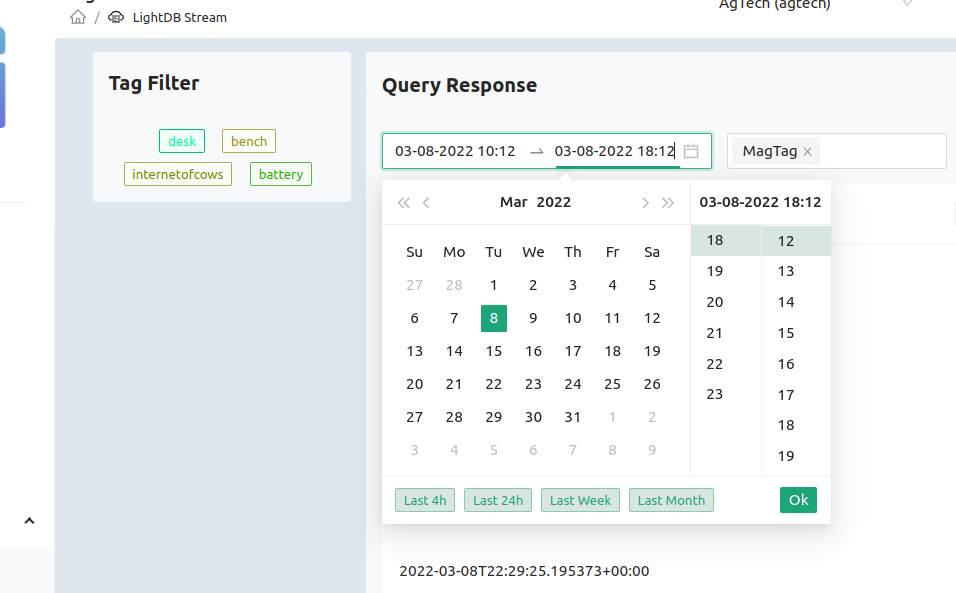 AgTech (agtech)
/ LightDB Stream
Tag Filter
desk bench
internetofcows battery
Query Response
03-08-2022 10:12 → 03-08-2022 18:12
MagTag ×
Mar 2022
03-08-2022 18:12
Su Mo Tu We Th Fr Sa
27 28 1 2 3 4 5
6 7 8 9 10 11 12
13 14 15 16 17 18 19
20 21 22 23 24 25 26
27 28 29 30 31 1 2
3 4 5 6 7 8 9
18 12
19 13
20 14
21 15
22 16
23 17
18
19
Last 4h Last 24h Last Week Last Month Ok
2022-03-08T22:29:25.195373+00:00